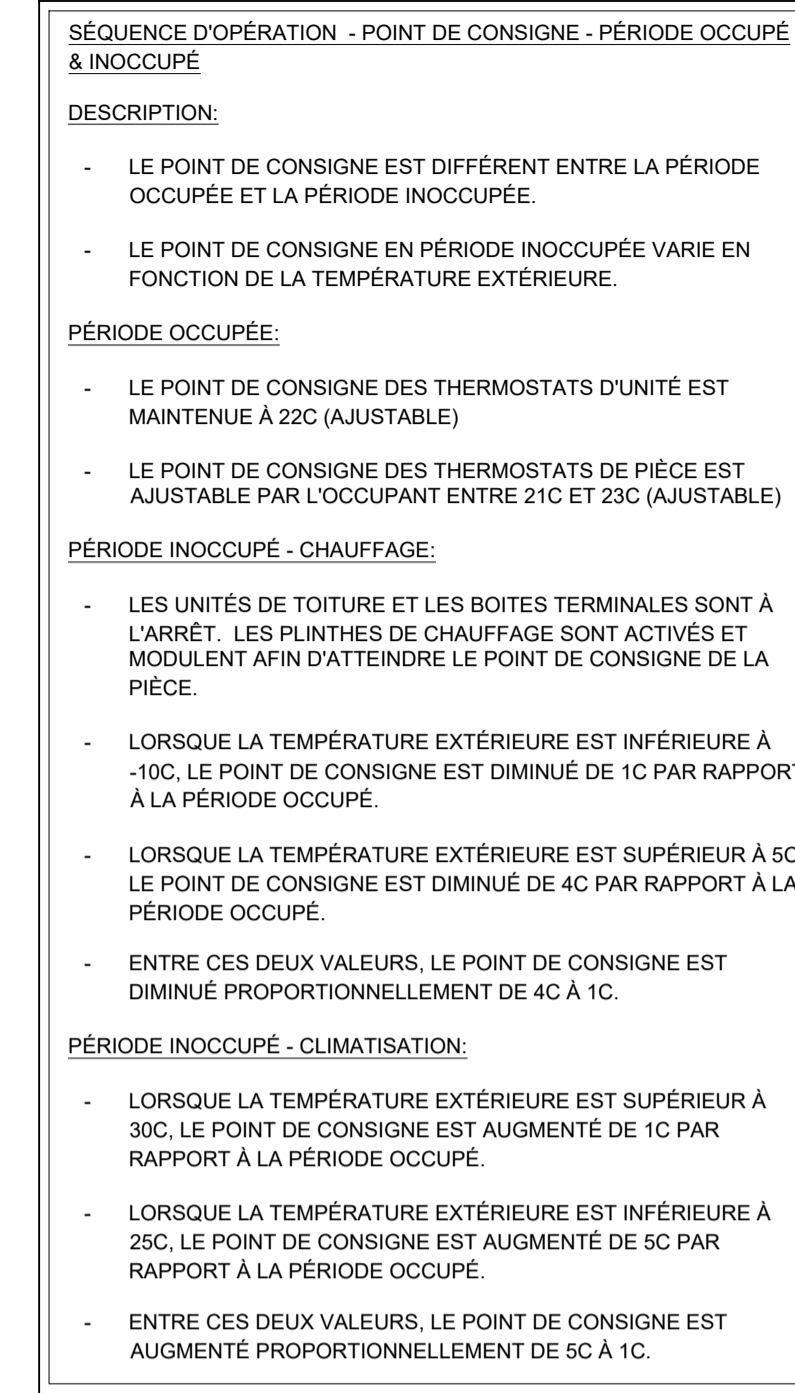 SÉQUENCE D'OPÉRATION - POINT DE CONSIGNE - PÉRIODE OCCUPÉ
& INOCCUPÉ
DESCRIPTION:
- LE POINT DE CONSIGNE EST DIFFÉRENT ENTRE LA PÉRIODE
OCCUPÉE ET LA PÉRIODE INOCCUPÉE.
- LE POINT DE CONSIGNE EN PÉRIODE INOCCUPÉE VARIE EN
FONCTION DE LA TEMPÉRATURE EXTÉRIEURE.
PÉRIODE OCCUPÉE:
- LE POINT DE CONSIGNE DES THERMOSTATS D'UNITÉ EST
MAINTENUE À 22C (AJUSTABLE)
- LE POINT DE CONSIGNE DES THERMOSTATS DE PIÈCE EST
AJUSTABLE PAR L'OCCUPANT ENTRE 21C ET 23C (AJUSTABLE)
PÉRIODE INOCCUPÉ - CHAUFFAGE:
- LES UNITÉS DE TOITURE ET LES BOITES TERMINALES SONT À
L'ARRÊT. LES PLINTHES DE CHAUFFAGE SONT ACTIVÉS ET
MODULENT AFIN D'ATTEINDRE LE POINT DE CONSIGNE DE LA
PIÈCE.
- LORSQUE LA TEMPÉRATURE EXTÉRIEURE EST INFÉRIEURE À
-10C, LE POINT DE CONSIGNE EST DIMINUÉ DE 1C PAR RAPPORT
À LA PÉRIODE OCCUPÉ.
- LORSQUE LA TEMPÉRATURE EXTÉRIEURE EST SUPÉRIEUR À 5C
LE POINT DE CONSIGNE EST DIMINUÉ DE 4C PAR RAPPORT À LA
PÉRIODE OCCUPÉ.
- ENTRE CES DEUX VALEURS, LE POINT DE CONSIGNE EST
DIMINUÉ PROPORTIONNELLEMENT DE 4C À 1C.
PÉRIODE INOCCUPÉ - CLIMATISATION:
- LORSQUE LA TEMPÉRATURE EXTÉRIEURE EST SUPÉRIEUR À
30C, LE POINT DE CONSIGNE EST AUGMENTÉ DE 1C PAR
RAPPORT À LA PÉRIODE OCCUPÉ.
- LORSQUE LA TEMPÉRATURE EXTÉRIEURE EST INFÉRIEURE À
25C, LE POINT DE CONSIGNE EST AUGMENTÉ DE 5C PAR
RAPPORT À LA PÉRIODE OCCUPÉ.
- ENTRE CES DEUX VALEURS, LE POINT DE CONSIGNE EST
AUGMENTÉ PROPORTIONNELLEMENT DE 5C À 1C.